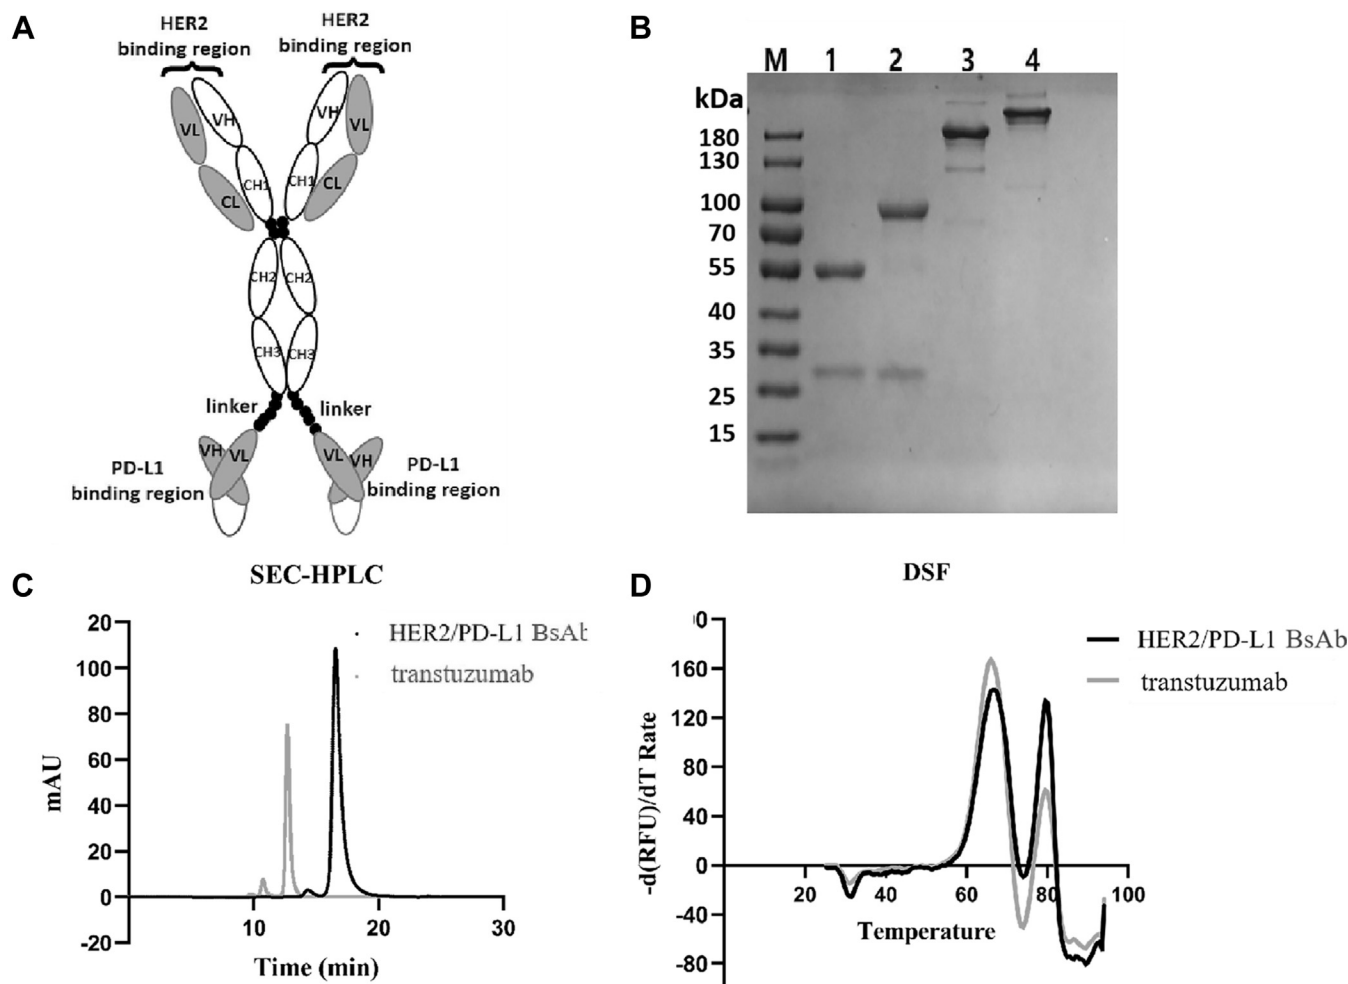 A
HER2
binding region
HER2
binding region
VL
VH
VH
VL
CL
CH1
CH1
CL
CH2
CH2
CH3
CH3
linker
linker
VH
VL
VL
VH
PD-L1
binding region
PD-L1
binding region
B
M 1 2 3 4
kDa
180
130
100
70
55
40
35
25
15
C
SEC-HPLC
HER2/PD-L1 BsAb
transtuzumab
mAU
20
100
80
60
40
20
0
-20
10 20 30
Time (min)
D
DSF
HER2/PD-L1 BsAb
transtuzumab
-d(RFU)/dT Rate
0
160
120
80
40
0
-40
-80
20 40 60 80 100
Temperature